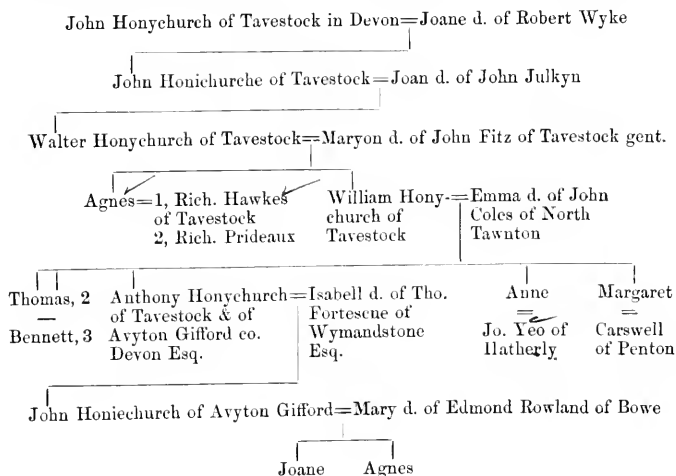 John Honychurch of Tavestock in Devon=Joane d. of Robert Wyke
John Honichurche of Tavestock=Joan d. of John Julkyn
Walter Honychurch of Tavestock=Maryon d. of John Fitz of Tavestock gent.
Agnes=1, Rich. Hawkes
of Tavestock
2, Rich. Prideaux
William Hony-
church of
Tavestock
=Emma d. of John
Coles of North
Tawnton
Thomas, 2
—
Bennett, 3
Anthony Honychurch
of Tavestock & of
Avyton Gifford co.
Devon Esq.
=Isabell d. of Tho.
Fortescne of
Wymandstone
Esq.
Anne
=
Jo. Yeo of
Hatherly
Margaret
=
Carswell
of Penton
John Honiechurch of Avyton Gifford=Mary d. of Edmond Rowland of Bowe
Joane Agnes